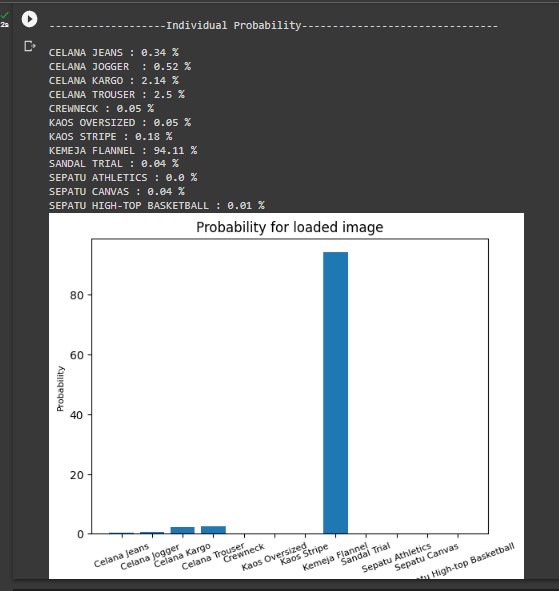 2s
-------------------Individual Probability--------------------------------
CELANA JEANS : 0.34 %
CELANA JOGGER  : 0.52 %
CELANA KARGO : 2.14 %
CELANA TROUSER : 2.5 %
CREWNECK : 0.05 %
KAOS OVERSIZED : 0.05 %
KAOS STRIPE : 0.18 %
KEMEJA FLANNEL : 94.11 %
SANDAL TRIAL : 0.04 %
SEPATU ATHLETICS : 0.0 %
SEPATU CANVAS : 0.04 %
SEPATU HIGH-TOP BASKETBALL : 0.01 %
Probability for loaded image
Probability
80
60
40
20
0
Celana Jeans
Celana Jogger
Celana Kargo
Celana Trouser
Crewneck
Kaos Oversized
Kaos Stripe
Kemeja Flannel
Sandal Trial
Sepatu Athletics
Sepatu Canvas
tu High-top Basketball